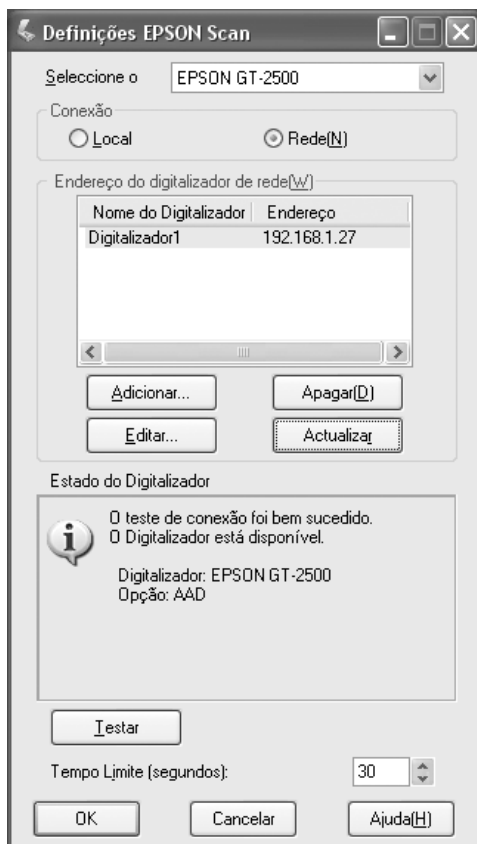 Definições EPSON Scan
Seleccione o EPSON GT-2500
Conexão
Local Rede(N)
Endereço do digitalizador de rede(W)
Nome do Digitalizador Endereço
Digitalizador1 192.168.1.27
Adicionar... Apagar(D)
Editar... Actualizar
Estado do Digitalizador
O teste de conexão foi bem sucedido.
O Digitalizador está disponível.
Digitalizador: EPSON GT-2500
Opção: AAD
Testar
Tempo Limite (segundos): 30
OK Cancelar Ajuda(H)